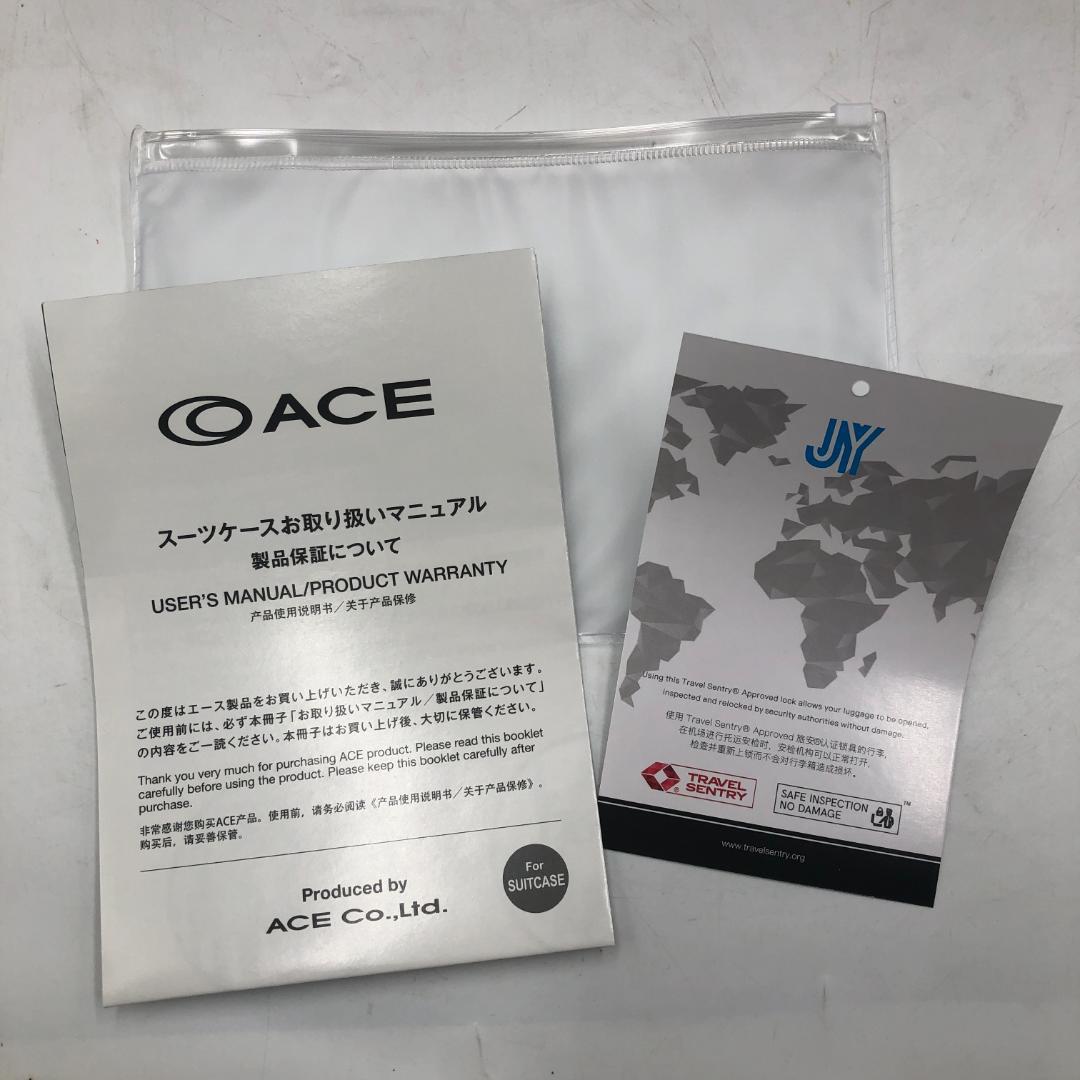 ACE
スーツケースお取り扱いマニュアル
製品保証について
USER'S MANUAL/PRODUCT WARRANTY
产品使用说明书／关于产品保修
この度はエース製品をお買い上げいただき、誠にありがとうございます。
ご使用前には、必ず本冊子「お取り扱いマニュアル／製品保証について」
の内容をご一読ください。本冊子はお買い上げ後、大切に保管ください。
Thank you very much for purchasing ACE product. Please read this booklet
carefully before using the product. Please keep this booklet carefully after
purchase.
非常感谢您购买ACE产品。使用前，请务必阅读《产品使用说明书／关于产品保修》。
购买后，请妥善保管。
Produced by
ACE Co.,Ltd.
For
SUITCASE
JAY
Using this Travel Sentry® Approved lock allows your luggage to be opened,
inspected and relocked by security authorities without damage.
使用 Travel Sentry® Approved 旅安®认证锁具的行李，
在机场进行托运安检时，安检机构可以正常打开，
检查并重新上锁而不会对行李箱造成损坏。
TRAVEL
SENTRY
®
SAFE INSPECTION
NO DAMAGE
™
www.travelsentry.org